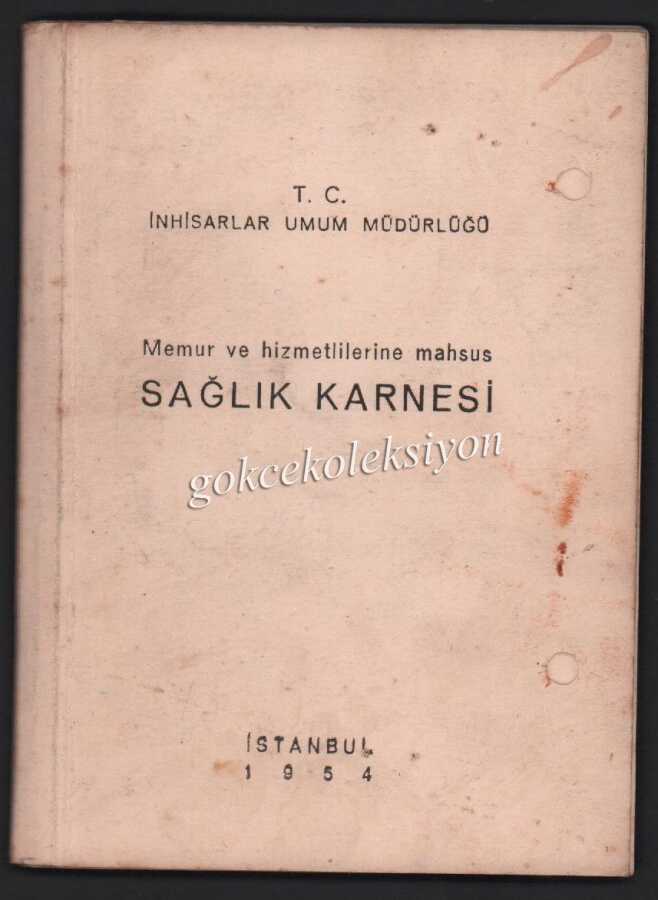 T. C.
İNHİSARLAR UMUM MÜDÜRLÜĞÜ
Memur ve hizmetlilerine mahsus
SAĞLIK KARNESİ
gokcekoleksiyon
İSTANBUL
1954